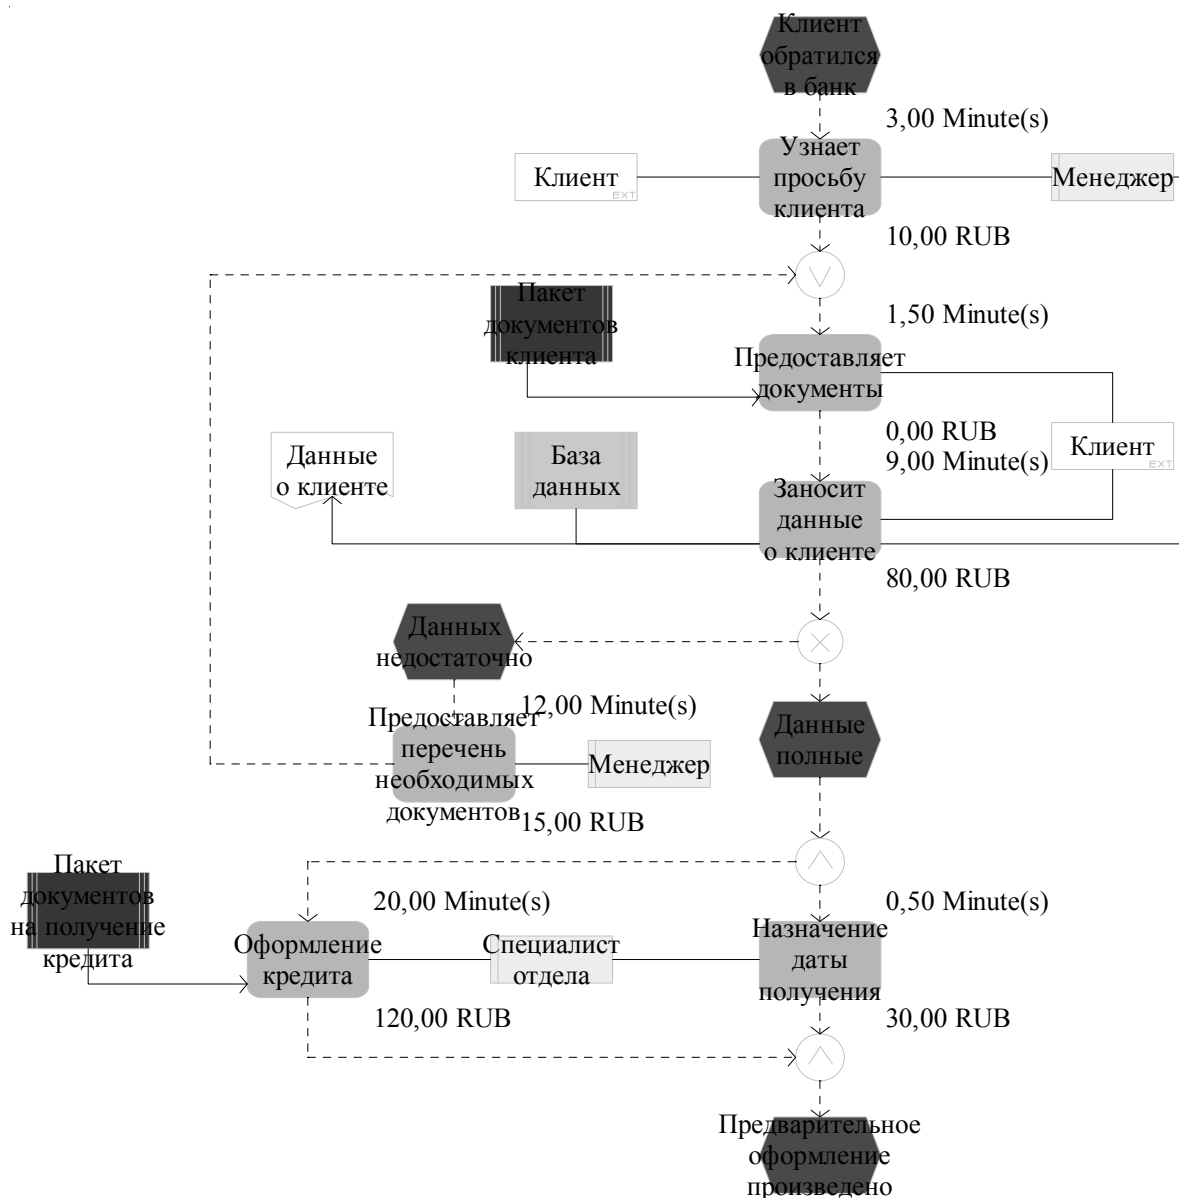 Клиент
обратился
в банк
3,00 Minute(s)
Узнает
просьбу
клиента
Клиент
EXT
Менеджер
10,00 RUB
Пакет
документов
клиента
1,50 Minute(s)
Предоставляет
документы
0,00 RUB
9,00 Minute(s)
Клиент
EXT
Данные
о клиенте
База
данных
Заносит
данные
о клиенте
80,00 RUB
Данных
недостаточно
12,00 Minute(s)
Предоставляет
перечень
необходимых
документов
Менеджер
15,00 RUB
Данные
полные
Пакет
документов
на получение
кредита
20,00 Minute(s)
0,50 Minute(s)
Оформление
кредита
Специалист
отдела
Назначение
даты
получения
120,00 RUB
30,00 RUB
Предварительное
оформление
произведено